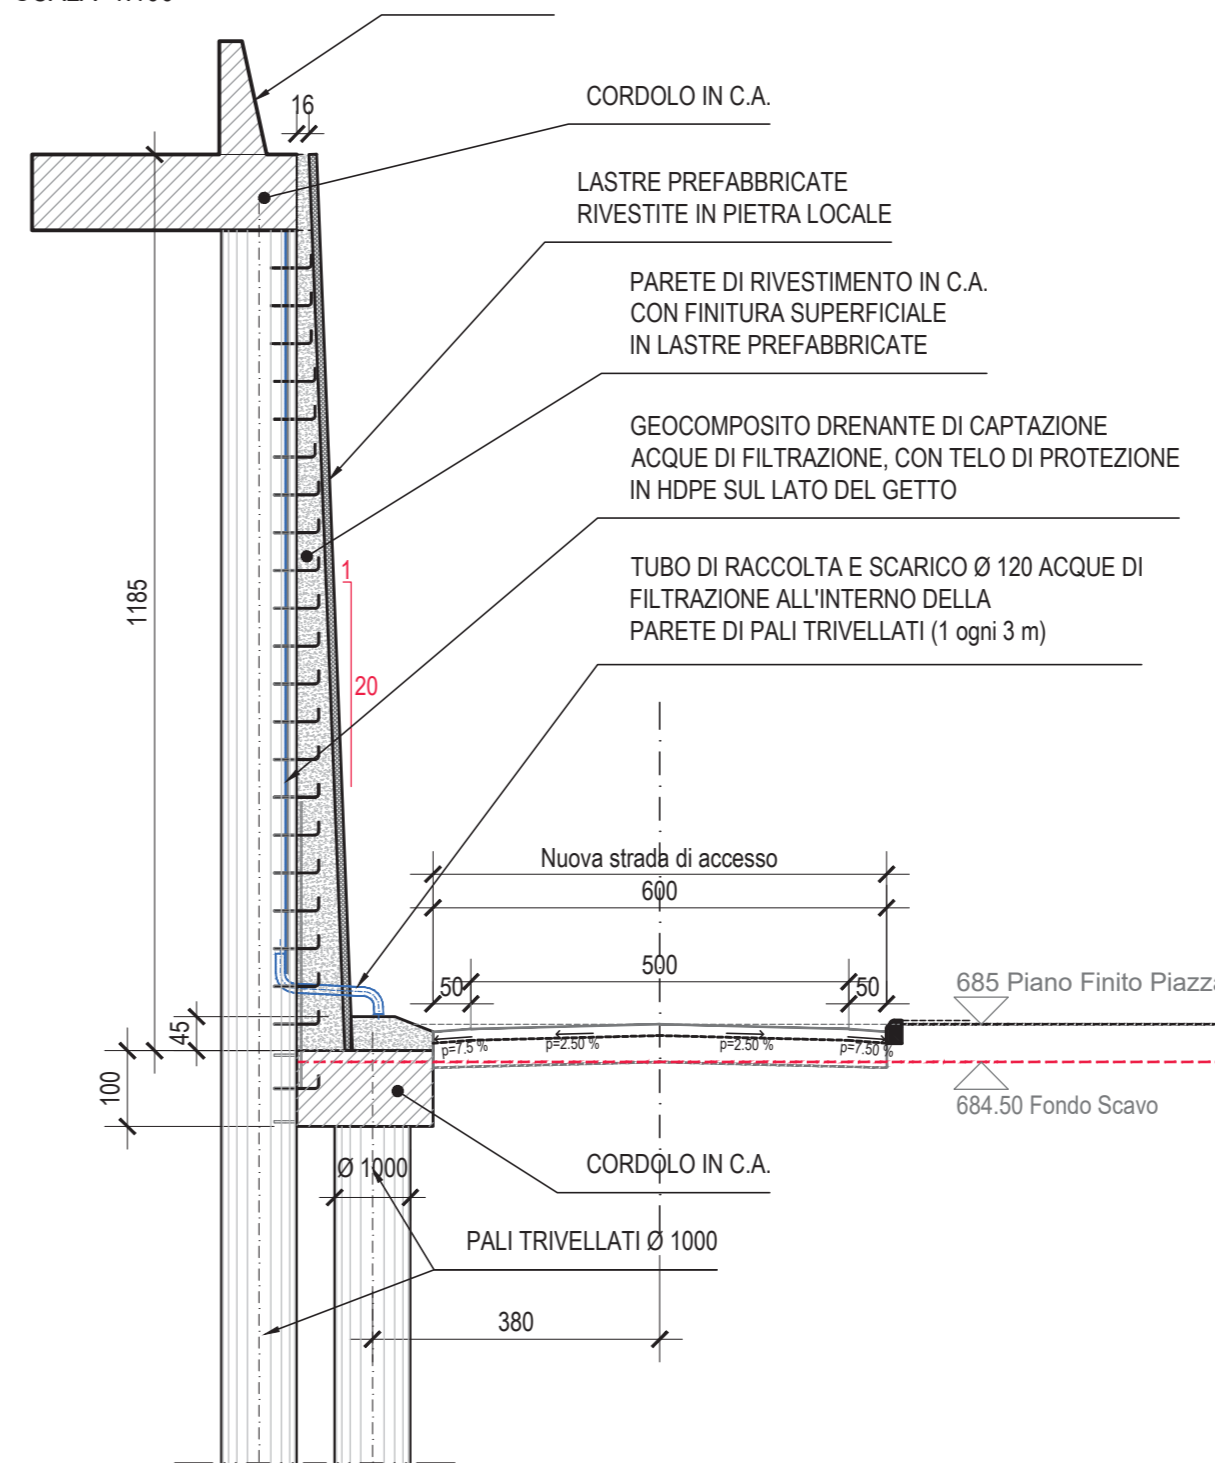 16
CORDOLO IN C.A.
LASTRE PREFABBRICATE
RIVESTITE IN PIETRA LOCALE
PARETE DI RIVESTIMENTO IN C.A.
CON FINITURA SUPERFICIALE
IN LASTRE PREFABBRICATE
GEOCOMPOSITO DRENANTE DI CAPTAZIONE
ACQUE DI FILTRAZIONE, CON TELO DI PROTEZIONE
IN HDPE SUL LATO DEL GETTO
TUBO DI RACCOLTA E SCARICO Ø 120 ACQUE DI
FILTRAZIONE ALL'INTERNO DELLA
PARETE DI PALI TRIVELLATI (1 ogni 3 m)
1
20
1185
Nuova strada di accesso
600
500
50
50
685 Piano Finito Piazza
p=7.5 %
p=2.50 %
p=2.50 %
p=7.50 %
45
100
684.50 Fondo Scavo
CORDOLO IN C.A.
Ø 1000
PALI TRIVELLATI Ø 1000
380